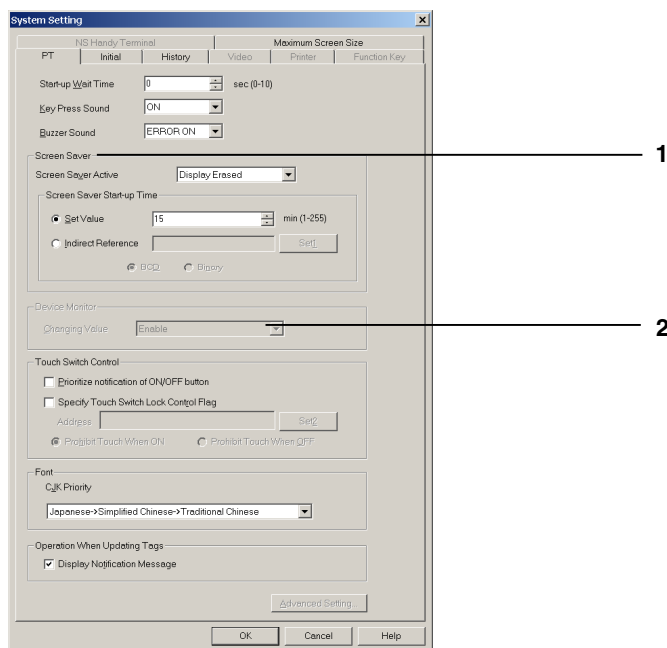 System Setting
NS Handy Terminal Maximum Screen Size
PT Initial History Video Printer Function Key
Start-up Wait Time 0 sec (0-10)
Key Press Sound ON
Buzzer Sound ERROR ON
Screen Saver 1
Screen Saver Active Display Erased
Screen Saver Start-up Time
Set Value 15 min (1-255)
Indirect Reference Set1
BCD Binary
Device Monitor
Changing Value Enable 2
Touch Switch Control
Prioritize notification of ON/OFF button
Specify Touch Switch Lock Control Flag
Address Set2
Prohibit Touch When ON Prohibit Touch When OFF
Font
CJK Priority
Japanese->Simplified Chinese->Traditional Chinese
Operation When Updating Tags
Display Notification Message
Advanced Setting...
OK Cancel Help